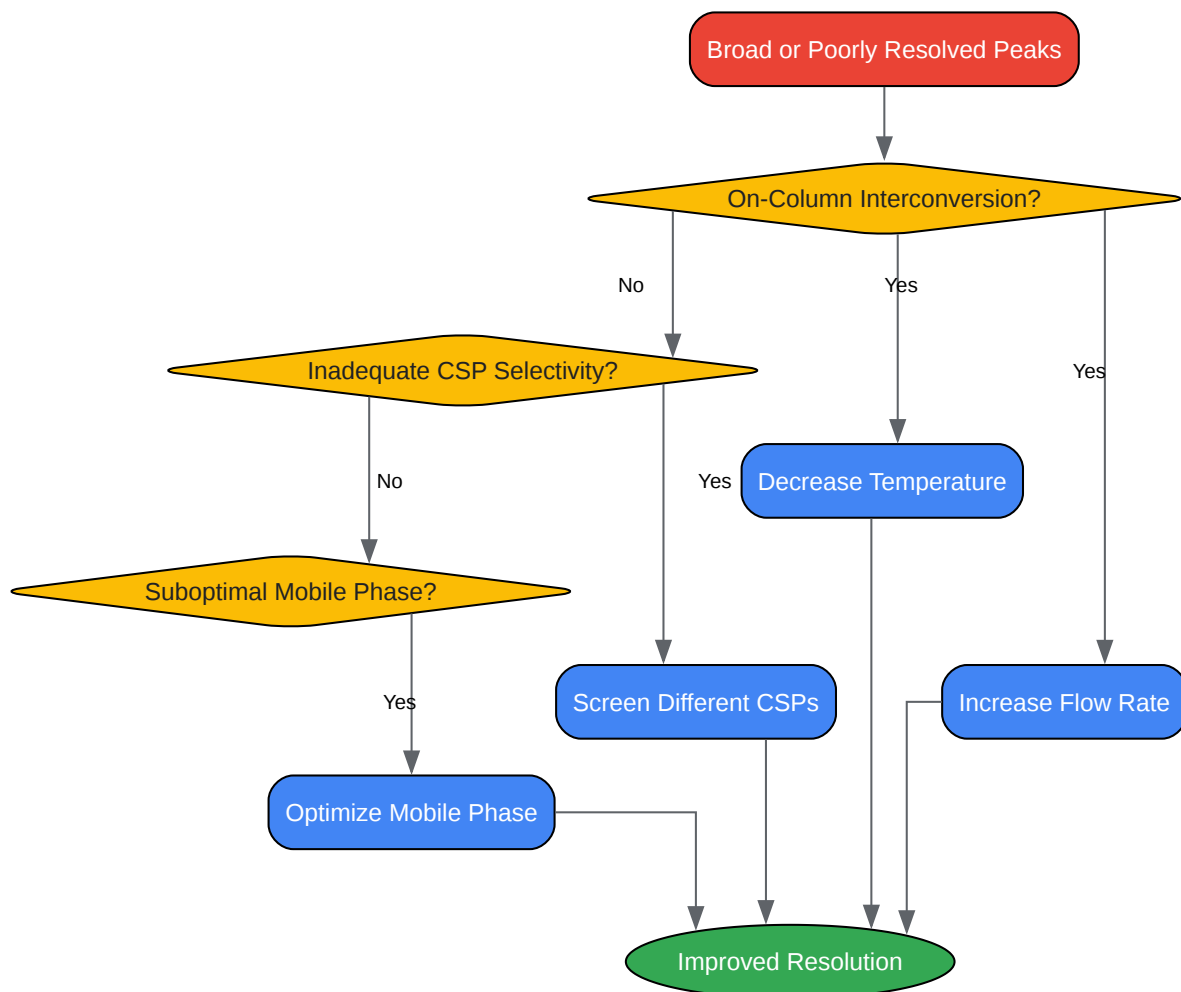 Broad or Poorly Resolved Peaks
On-Column Interconversion?
No
Yes
Inadequate CSP Selectivity?
Yes
No
Yes
Decrease Temperature
Suboptimal Mobile Phase?
Yes
Screen Different CSPs
Increase Flow Rate
Optimize Mobile Phase
Improved Resolution